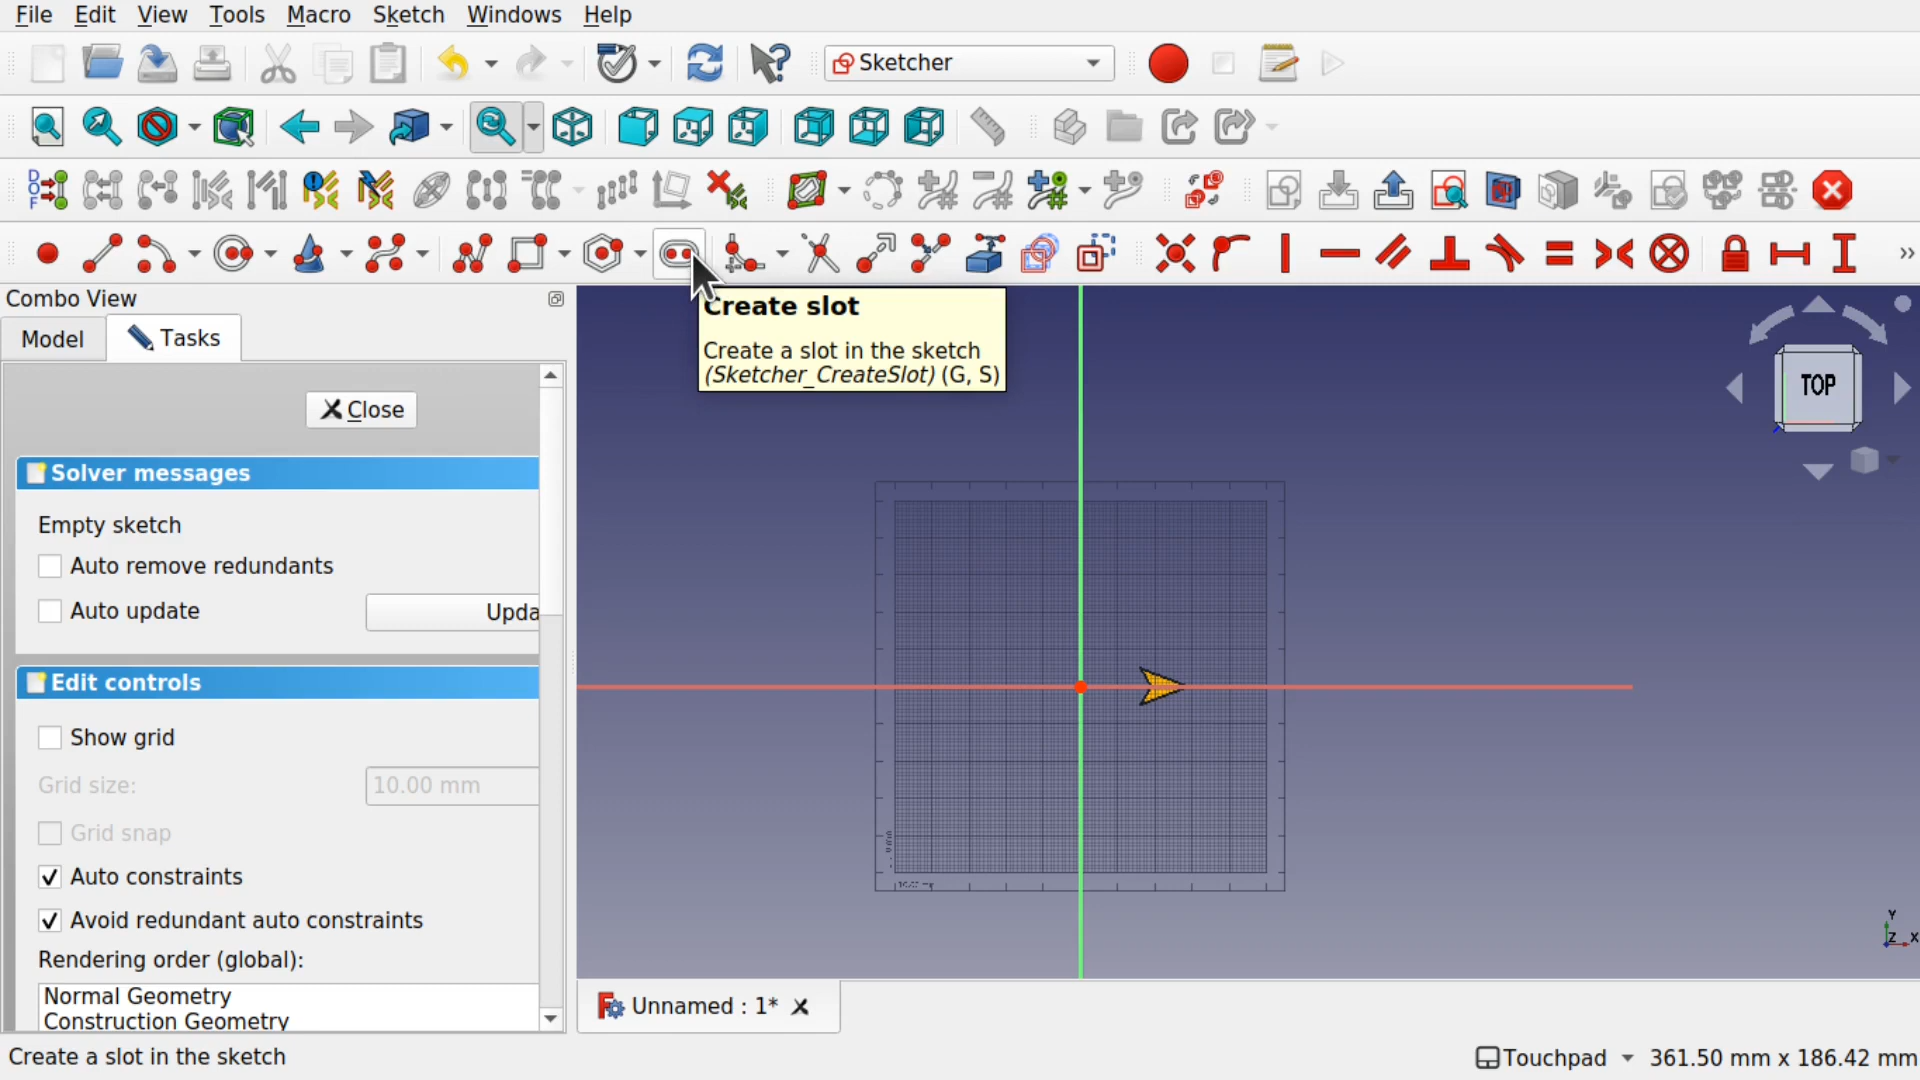 File Edit View Tools Macro Sketch Windows Help
Sketcher
Combo View
Model Tasks
Create slot
Create a slot in the sketch
(Sketcher_CreateSlot) (G, S)
TOP
Close
Solver messages
Empty sketch
Auto remove redundants
Auto update Upda
Edit controls
Show grid
Grid size: 10.00 mm
Grid snap
Auto constraints
Avoid redundant auto constraints
Rendering order (global):
Normal Geometry
Construction Geometry
Y
Z X
Unnamed : 1*
Create a slot in the sketch Touchpad 361.50 mm x 186.42 mm